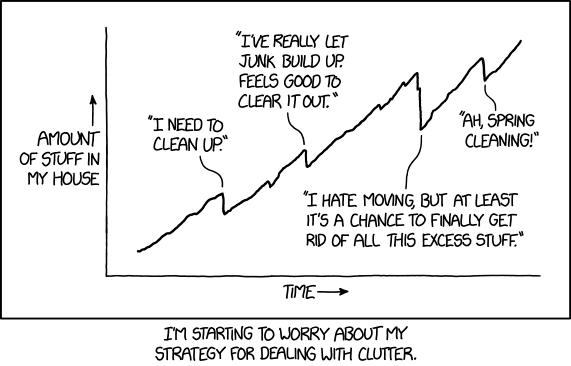 "I'VE REALLY LET
JUNK BUILD UP.
FEELS GOOD TO
CLEAR IT OUT."
"I NEED TO
CLEAN UP."
"AH, SPRING
CLEANING!"
AMOUNT
OF STUFF IN
MY HOUSE
"I HATE MOVING, BUT AT LEAST
IT'S A CHANCE TO FINALLY GET
RID OF ALL THIS EXCESS STUFF."
TIME
I'M STARTING TO WORRY ABOUT MY
STRATEGY FOR DEALING WITH CLUTTER.